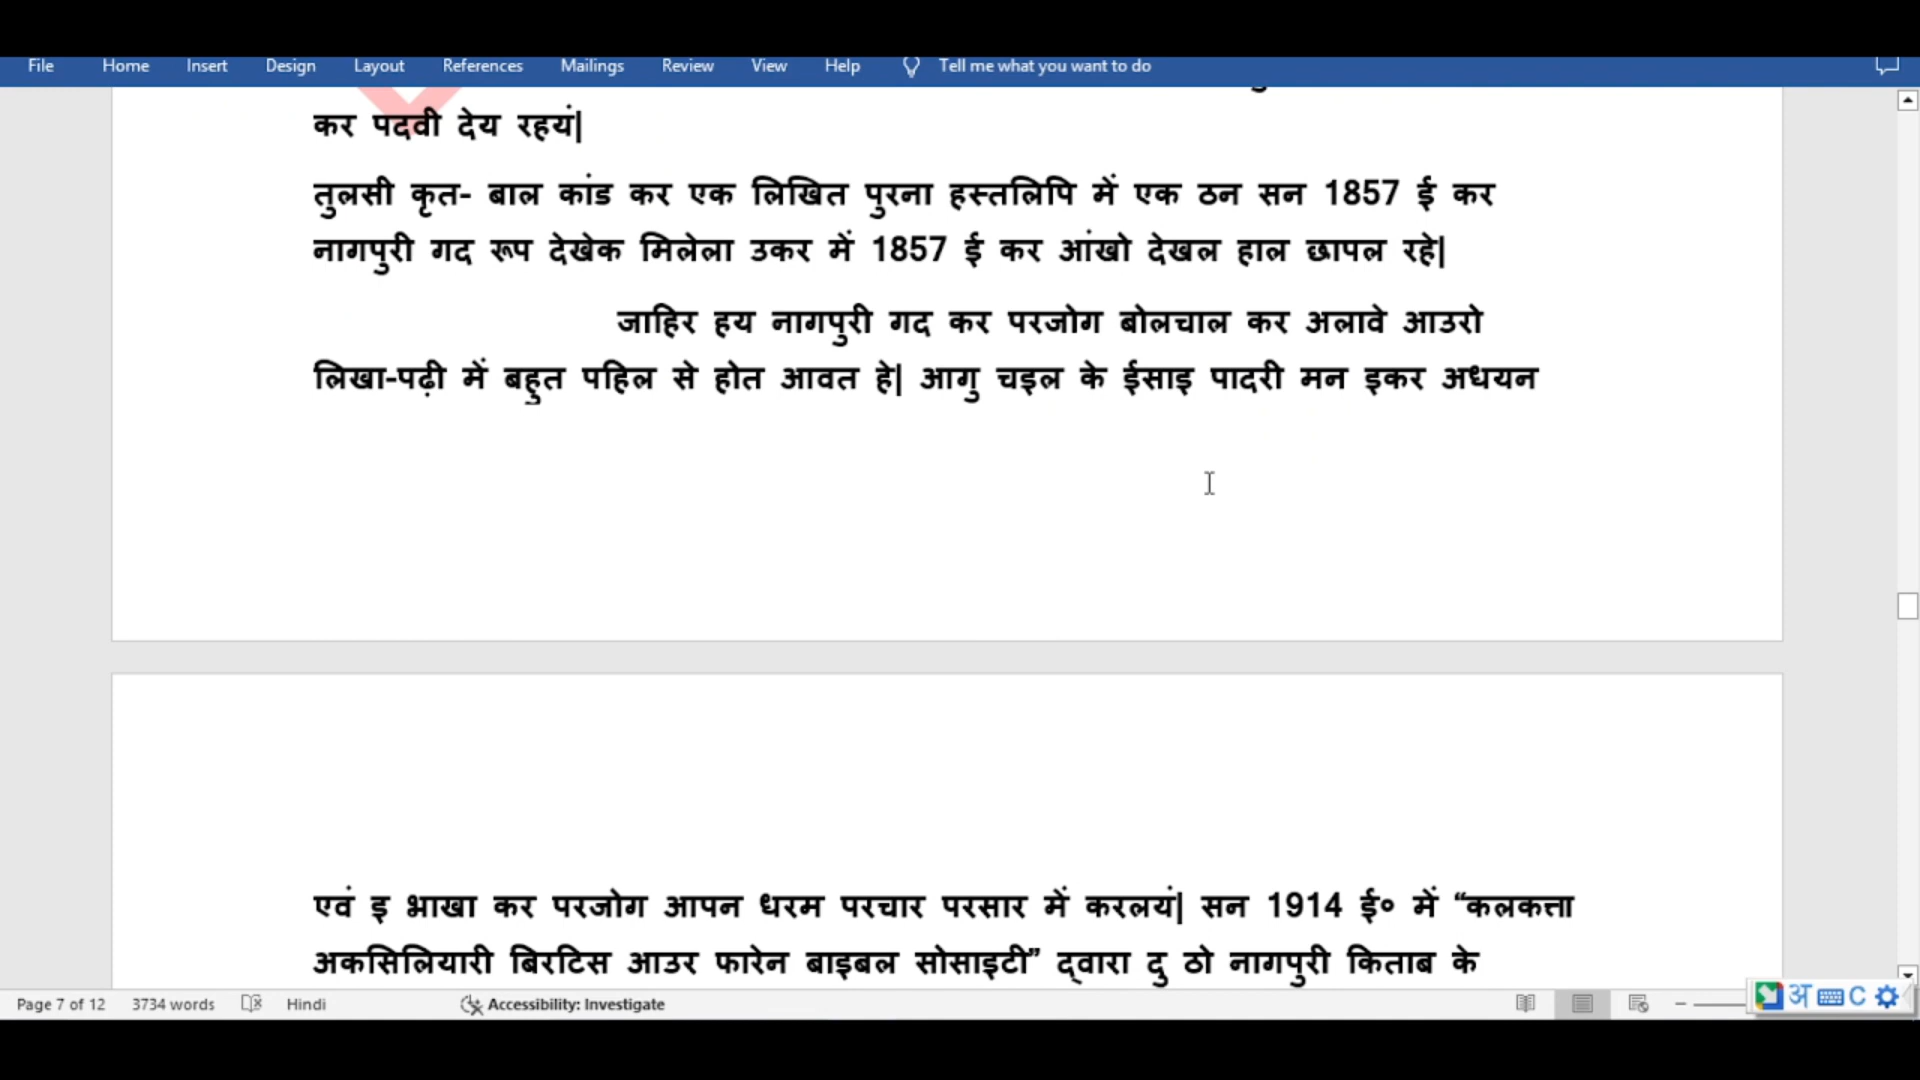 File Home Insert Design Layout References Mailings Review View Help Tell me what you want to do
कर पदवी देय रहयं|
तुलसी कृत- बाल कांड कर एक लिखित पुरना हस्तलिपि में एक ठन सन 1857 ई कर
नागपुरी गद रूप देखेक मिलेला उकर में 1857 ई कर आंखो देखल हाल छापल रहे|
जाहिर हय नागपुरी गद कर परजोग बोलचाल कर अलावे आउरो
लिखा-पढ़ी में बहुत पहिल से होत आवत हे| आगु चइल के ईसाइ पादरी मन इकर अधयन
एवं इ भाखा कर परजोग आपन धरम परचार परसार में करलयं| सन 1914 ई० में “कलकत्ता
अकसिलियारी बिरटिस आउर फारेन बाइबल सोसाइटी” द्वारा दु ठो नागपुरी किताब के
Page 7 of 12 3734 words Hindi Accessibility: Investigate अ C